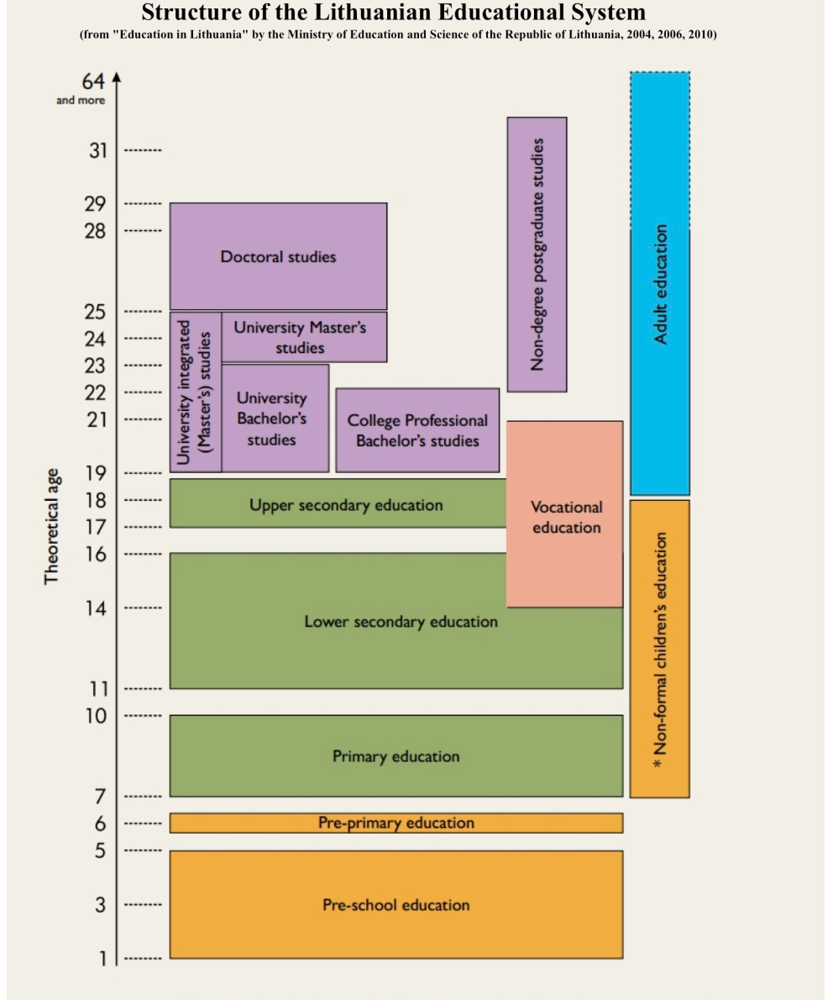 Structure of the Lithuanian Educational System
(from "Education in Lithuania" by the Ministry of Education and Science of the Republic of Lithuania, 2004, 2006, 2010)
64
and more
31
29
28
25
24
23
22
21
19
18
17
16
14
11
10
7
6
5
3
1
Theoretical age
Doctoral studies
University integrated
(Master's) studies
University Master's
studies
University
Bachelor's
studies
College Professional
Bachelor's studies
Non-degree postgraduate studies
Adult education
Upper secondary education
Vocational
education
Lower secondary education
* Non-formal children's education
Primary education
Pre-primary education
Pre-school education